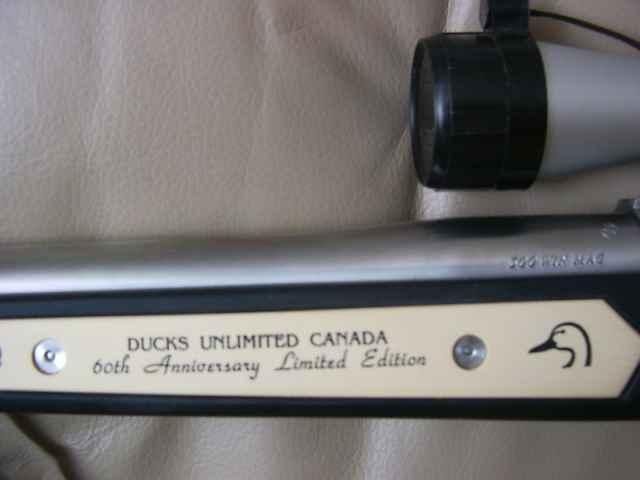 300 WIN MAG
DUCKS UNLIMITED CANADA
60th Anniversary Limited Edition